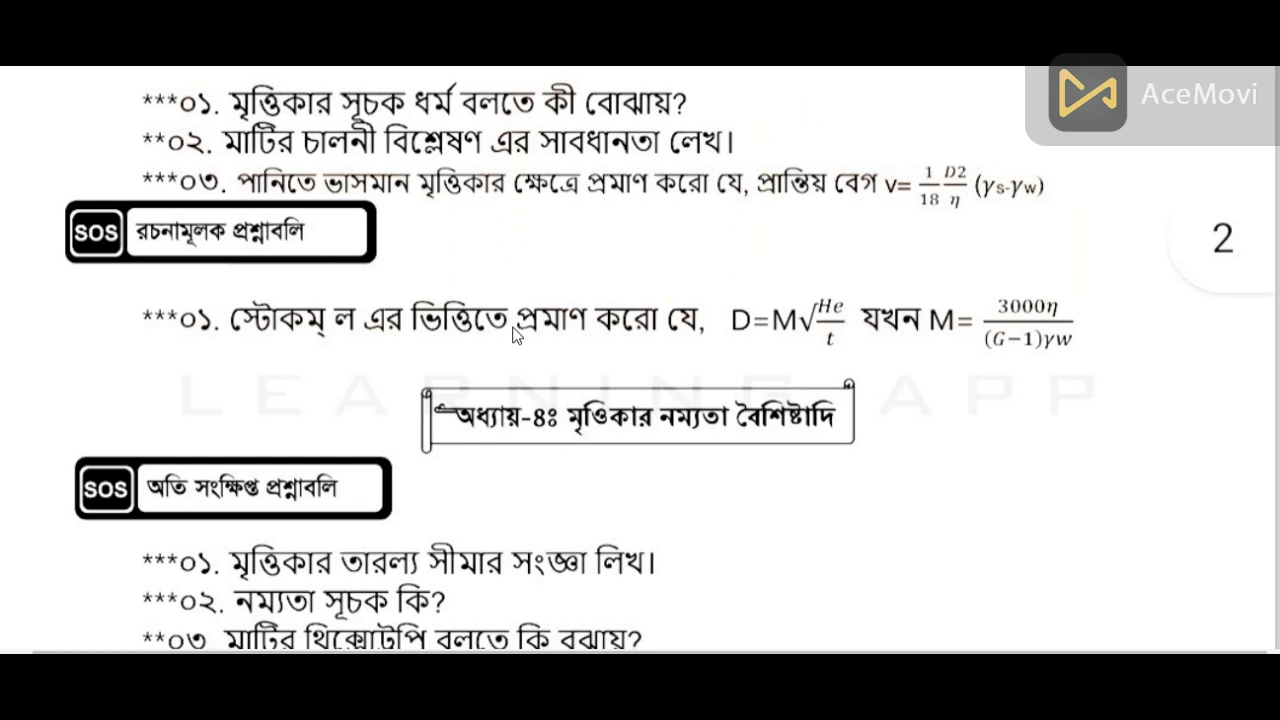 AceMovi
***০১. মৃত্তিকার সূচক ধর্ম বলতে কী বোঝায়?
**০২. মাটির চালনী বিশ্লেষণ এর সাবধানতা লেখ।
***০৩. পানিতে ভাসমান মৃত্তিকার ক্ষেত্রে প্রমাণ করো যে, প্রান্তিয় বেগ v= 1/18 D2/η (γs-γw)
SOS রচনামূলক প্রশ্নাবলি
2
***০১. স্টোকম্ ল এর ভিত্তিতে প্রমাণ করো যে, D=M√He/t যখন M= 3000η/(G−1)γw
LEARNING APP
অধ্যায়-৪ঃ মৃত্তিকার নম্যতা বৈশিষ্টাদি
SOS অতি সংক্ষিপ্ত প্রশ্নাবলি
***০১. মৃত্তিকার তারল্য সীমার সংজ্ঞা লিখ।
***০২. নম্যতা সূচক কি?
**০৩. মাটির থিক্সোট্রপি বলতে কি বুঝায়?